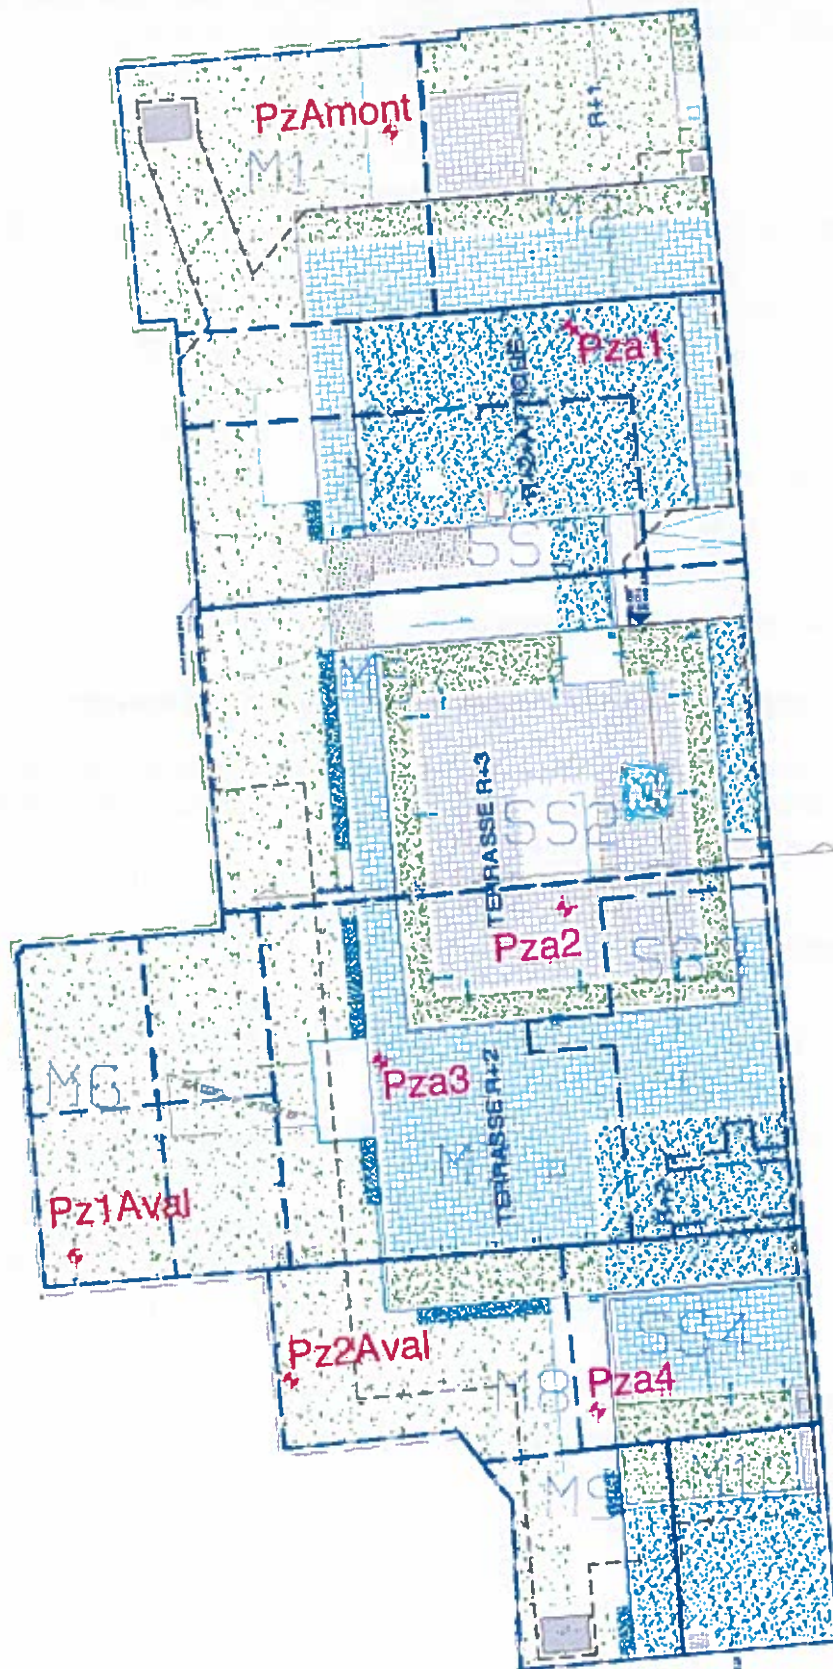 PzAmont
R+1
M1
Pza1
SS
TERRASSE R+3
SS2
Pza2
M6
Pza3
TERRASSE R+2
Pz1Aval
SS4
Pz2Aval
M8
Pza4
M9
M10